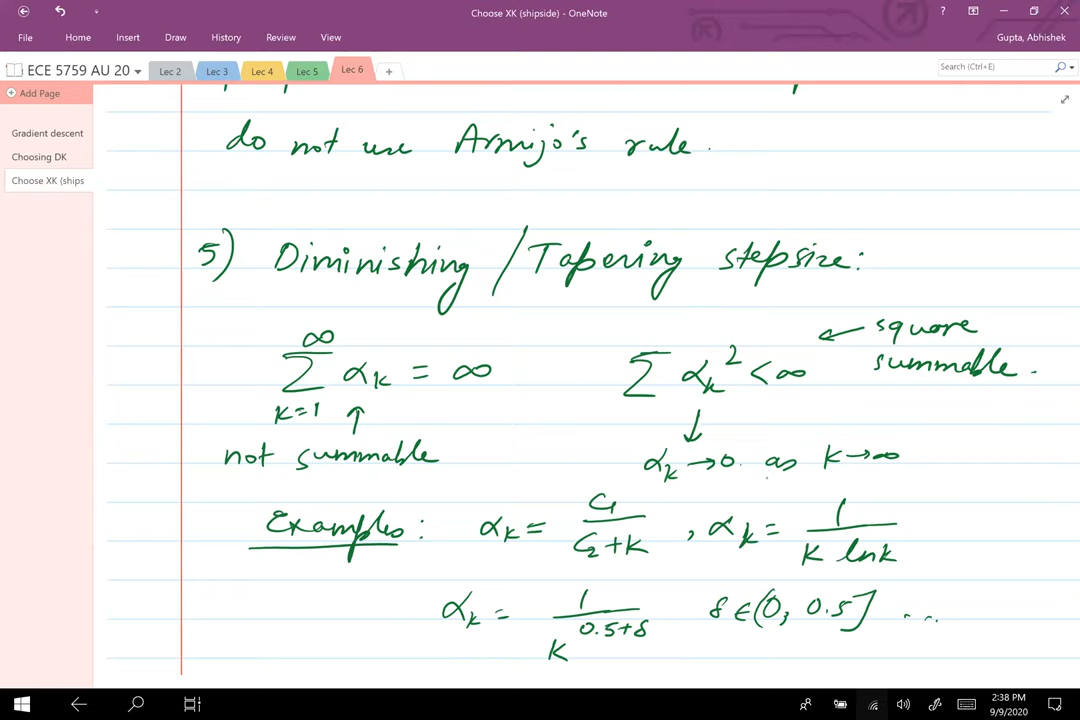 Choose XK (shipside) - OneNote
File Home Insert Draw History Review View
Gupta, Abhishek
ECE 5759 AU 20
Lec 2
Lec 3
Lec 4
Lec 5
Lec 6
Search (Ctrl+E)
Add Page
Gradient descent
Choosing DK
Choose XK (ships
do not use Armijo's rule.
5) Diminishing / Tapering stepsize:
∞
∑ αₖ = ∞
K=1
∑ αₖ² < ∞
square
summable.
not summable
αₖ → 0. as K → ∞
Examples: αₖ = C₁/(C₂+K), αₖ = 1/(K ln K)
αₖ = 1/K^(0.5+δ) δ ∈ (0, 0.5] ...
2:38 PM
9/9/2020